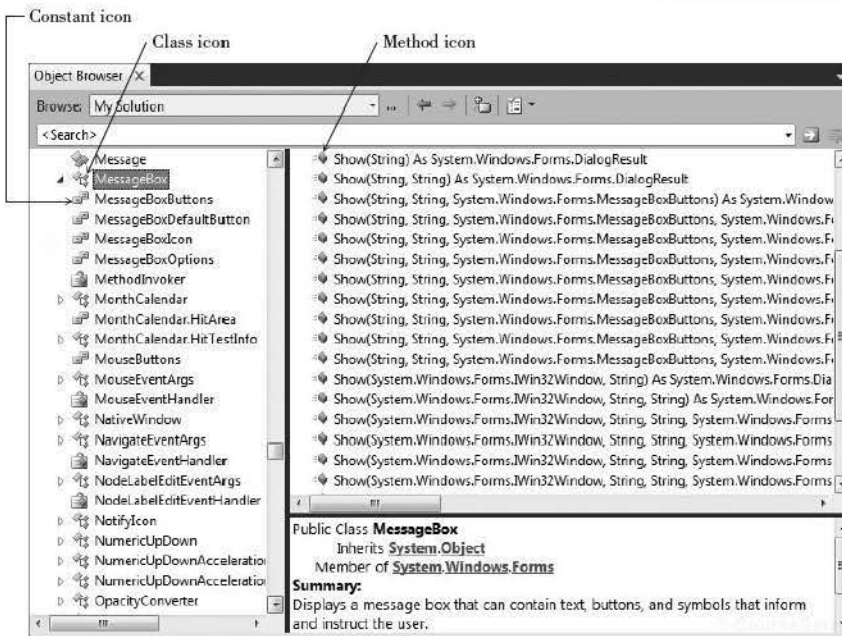 Constant icon
Class icon
Method icon
Object Browser X
Browse: My Solution
<Search>
Message
MessageBox
MessageBoxButtons
MessageBoxDefaultButton
MessageBoxIcon
MessageBoxOptions
MethodInvoker
MonthCalendar
MonthCalendar.HitArea
MonthCalendar.HitTestInfo
MouseButtons
MouseEventArgs
MouseEventHandler
NativeWindow
NavigateEventArgs
NavigateEventHandler
NodeLabelEditEventArgs
NodeLabelEditEventHandler
NotifyIcon
NumericUpDown
NumericUpDownAcceleratio
NumericUpDownAcceleratio
OpacityConverter
Show(String) As System.Windows.Forms.DialogResult
Show(String, String) As System.Windows.Forms.DialogResult
Show(String, String, System.Windows.Forms.MessageBoxButtons) As System.Window
Show(String, String, System.Windows.Forms.MessageBoxButtons, System.Windows.F
Show(String, String, System.Windows.Forms.MessageBoxButtons, System.Windows.F
Show(String, String, System.Windows.Forms.MessageBoxButtons, System.Windows.F
Show(String, String, System.Windows.Forms.MessageBoxButtons, System.Windows.F
Show(String, String, System.Windows.Forms.MessageBoxButtons, System.Windows.F
Show(String, String, System.Windows.Forms.MessageBoxButtons, System.Windows.F
Show(String, String, System.Windows.Forms.MessageBoxButtons, System.Windows.F
Show(String, String, System.Windows.Forms.MessageBoxButtons, System.Windows.F
Show(System.Windows.Forms.IWin32Window, String) As System.Windows.Forms.Dia
Show(System.Windows.Forms.IWin32Window, String, String) As System.Windows.For
Show(System.Windows.Forms.IWin32Window, String, String, System.Windows.Forms
Show(System.Windows.Forms.IWin32Window, String, String, System.Windows.Forms
Show(System.Windows.Forms.IWin32Window, String, String, System.Windows.Forms
Show(System.Windows.Forms.IWin32Window, String, String, System.Windows.Forms
Public Class MessageBox
Inherits System.Object
Member of System.Windows.Forms
Summary:
Displays a message box that can contain text, buttons, and symbols that inform
and instruct the user.